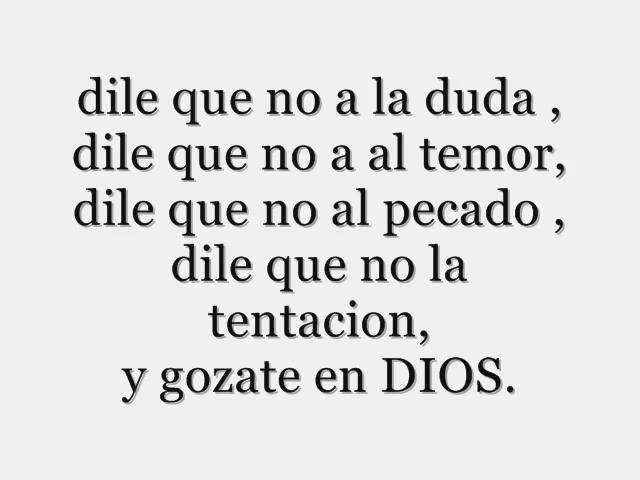 dile que no a la duda ,
dile que no a al temor,
dile que no al pecado ,
dile que no la
tentacion,
y gozate en DIOS.